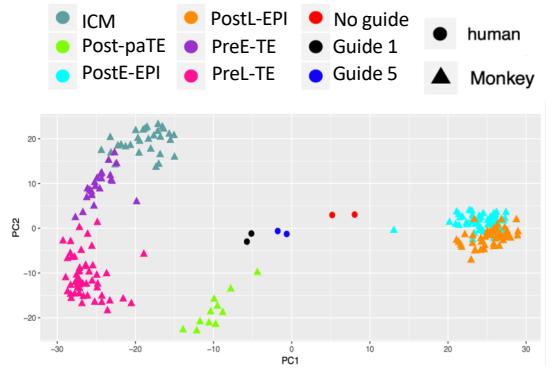 ICM PostL-EPI No guide
Post-paTE PreE-TE Guide 1
PostE-EPI PreL-TE Guide 5
human
Monkey
20
10
0
−10
−20
PC2
−30 −20 −10 0 10 20 30
PC1